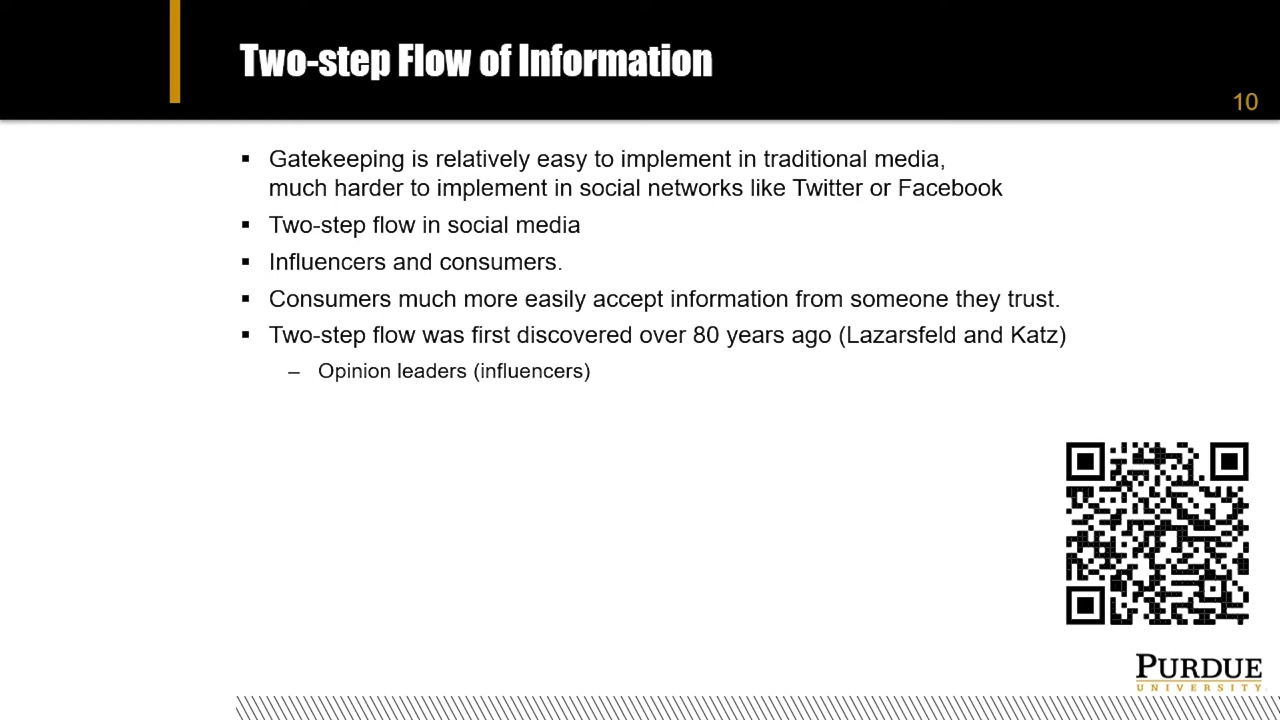 Two-step Flow of Information
10
▪ Gatekeeping is relatively easy to implement in traditional media,
much harder to implement in social networks like Twitter or Facebook
▪ Two-step flow in social media
▪ Influencers and consumers.
▪ Consumers much more easily accept information from someone they trust.
▪ Two-step flow was first discovered over 80 years ago (Lazarsfeld and Katz)
– Opinion leaders (influencers)
PURDUE
UNIVERSITY